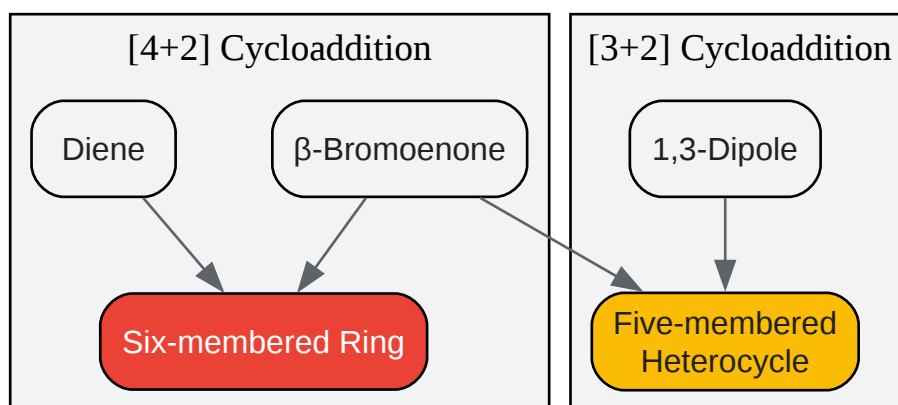 [4+2] Cycloaddition
[3+2] Cycloaddition
Diene
β-Bromoenone
1,3-Dipole
Six-membered Ring
Five-membered
Heterocycle